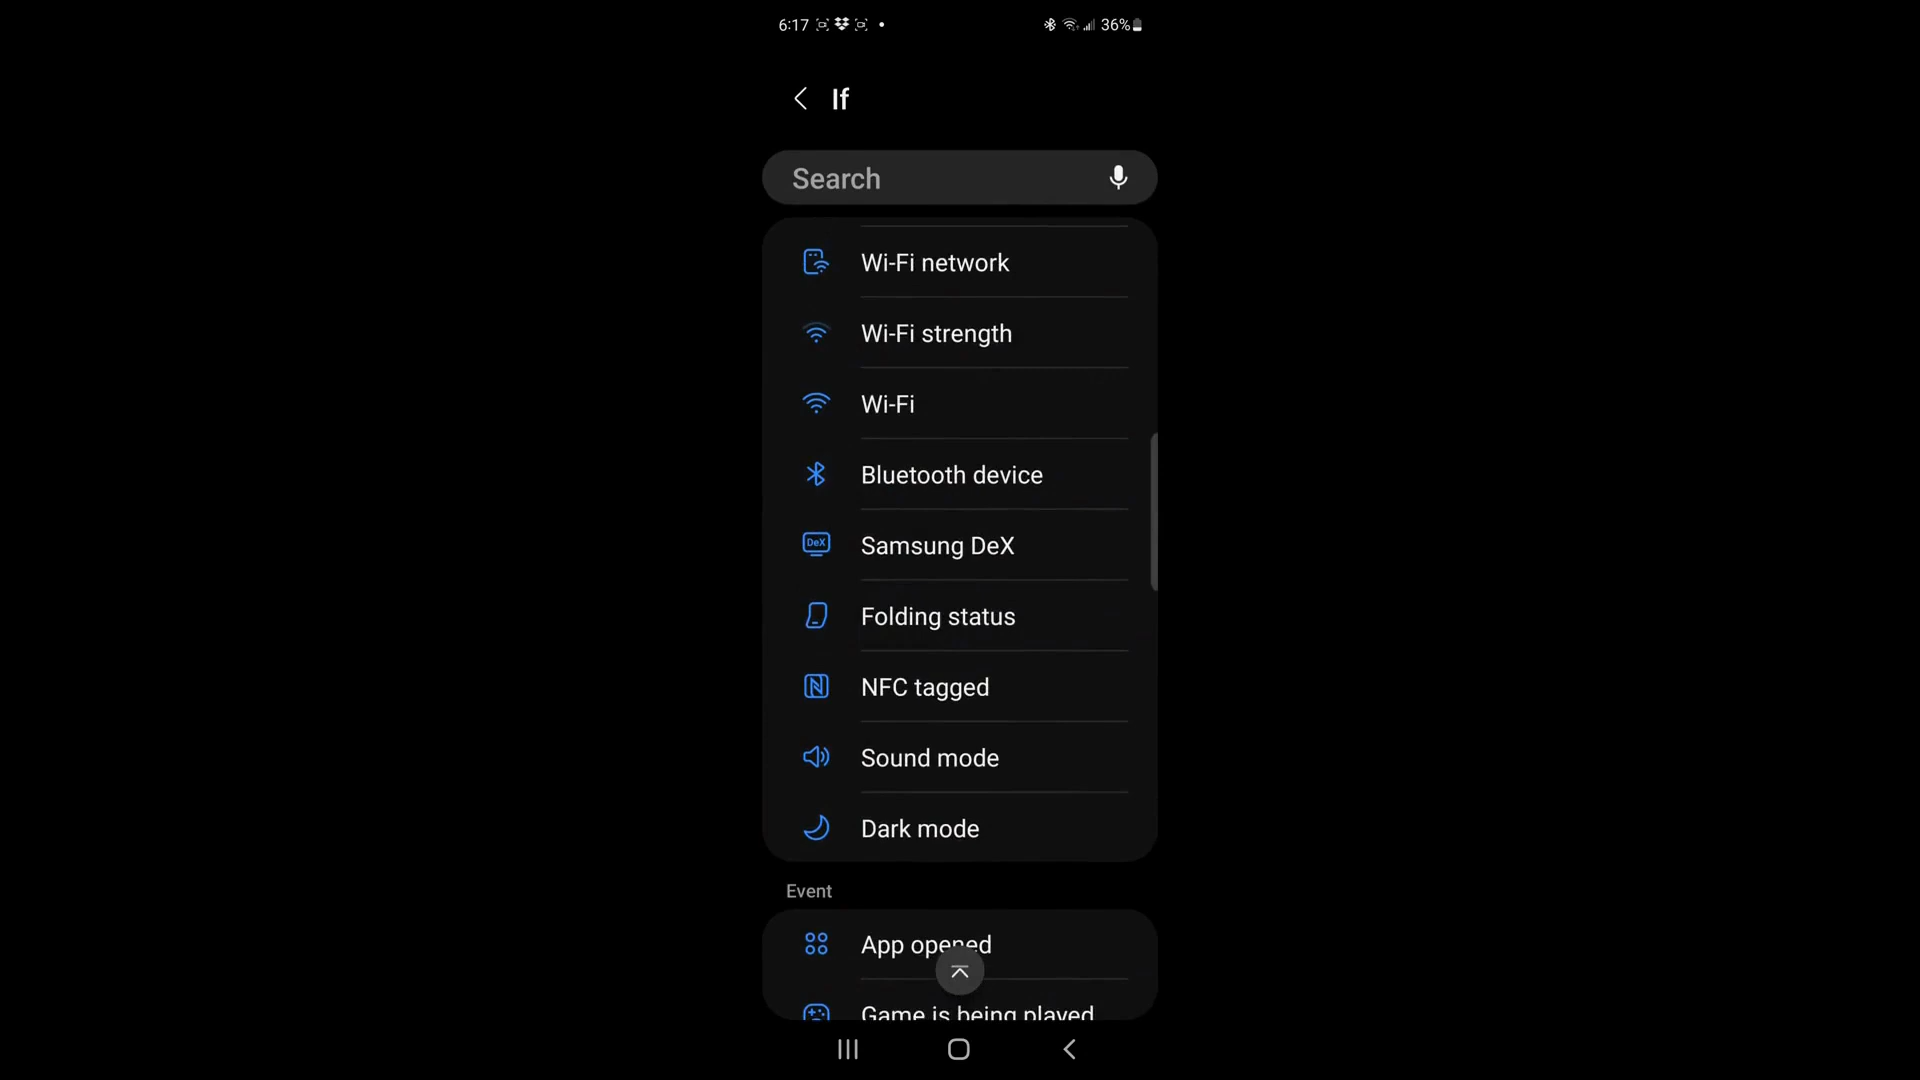 6:17
36%
If
Search
Wi-Fi network
Wi-Fi strength
Wi-Fi
Bluetooth device
DeX
Samsung DeX
Folding status
NFC tagged
Sound mode
Dark mode
Event
App opened
Game is being played